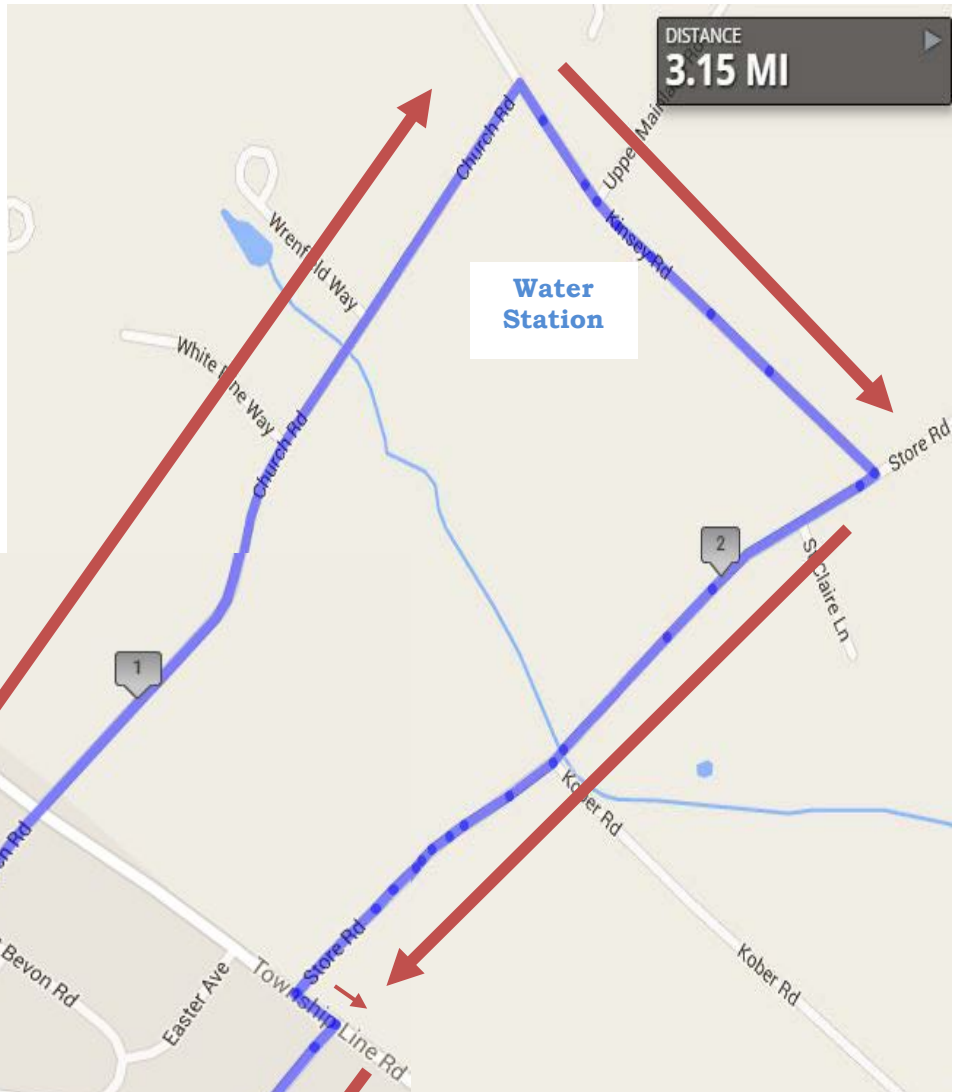 DISTANCE
3.15 MI
Church Rd
Upper
Kinsey Rd
Wrenfield Way
Water
Station
White Pine Way
Church Rd
Store Rd
2
St Claire Ln
1
Kober Rd
Rd
Store Rd
Kober Rd
Bevon Rd
Easter Ave
Township Line Rd